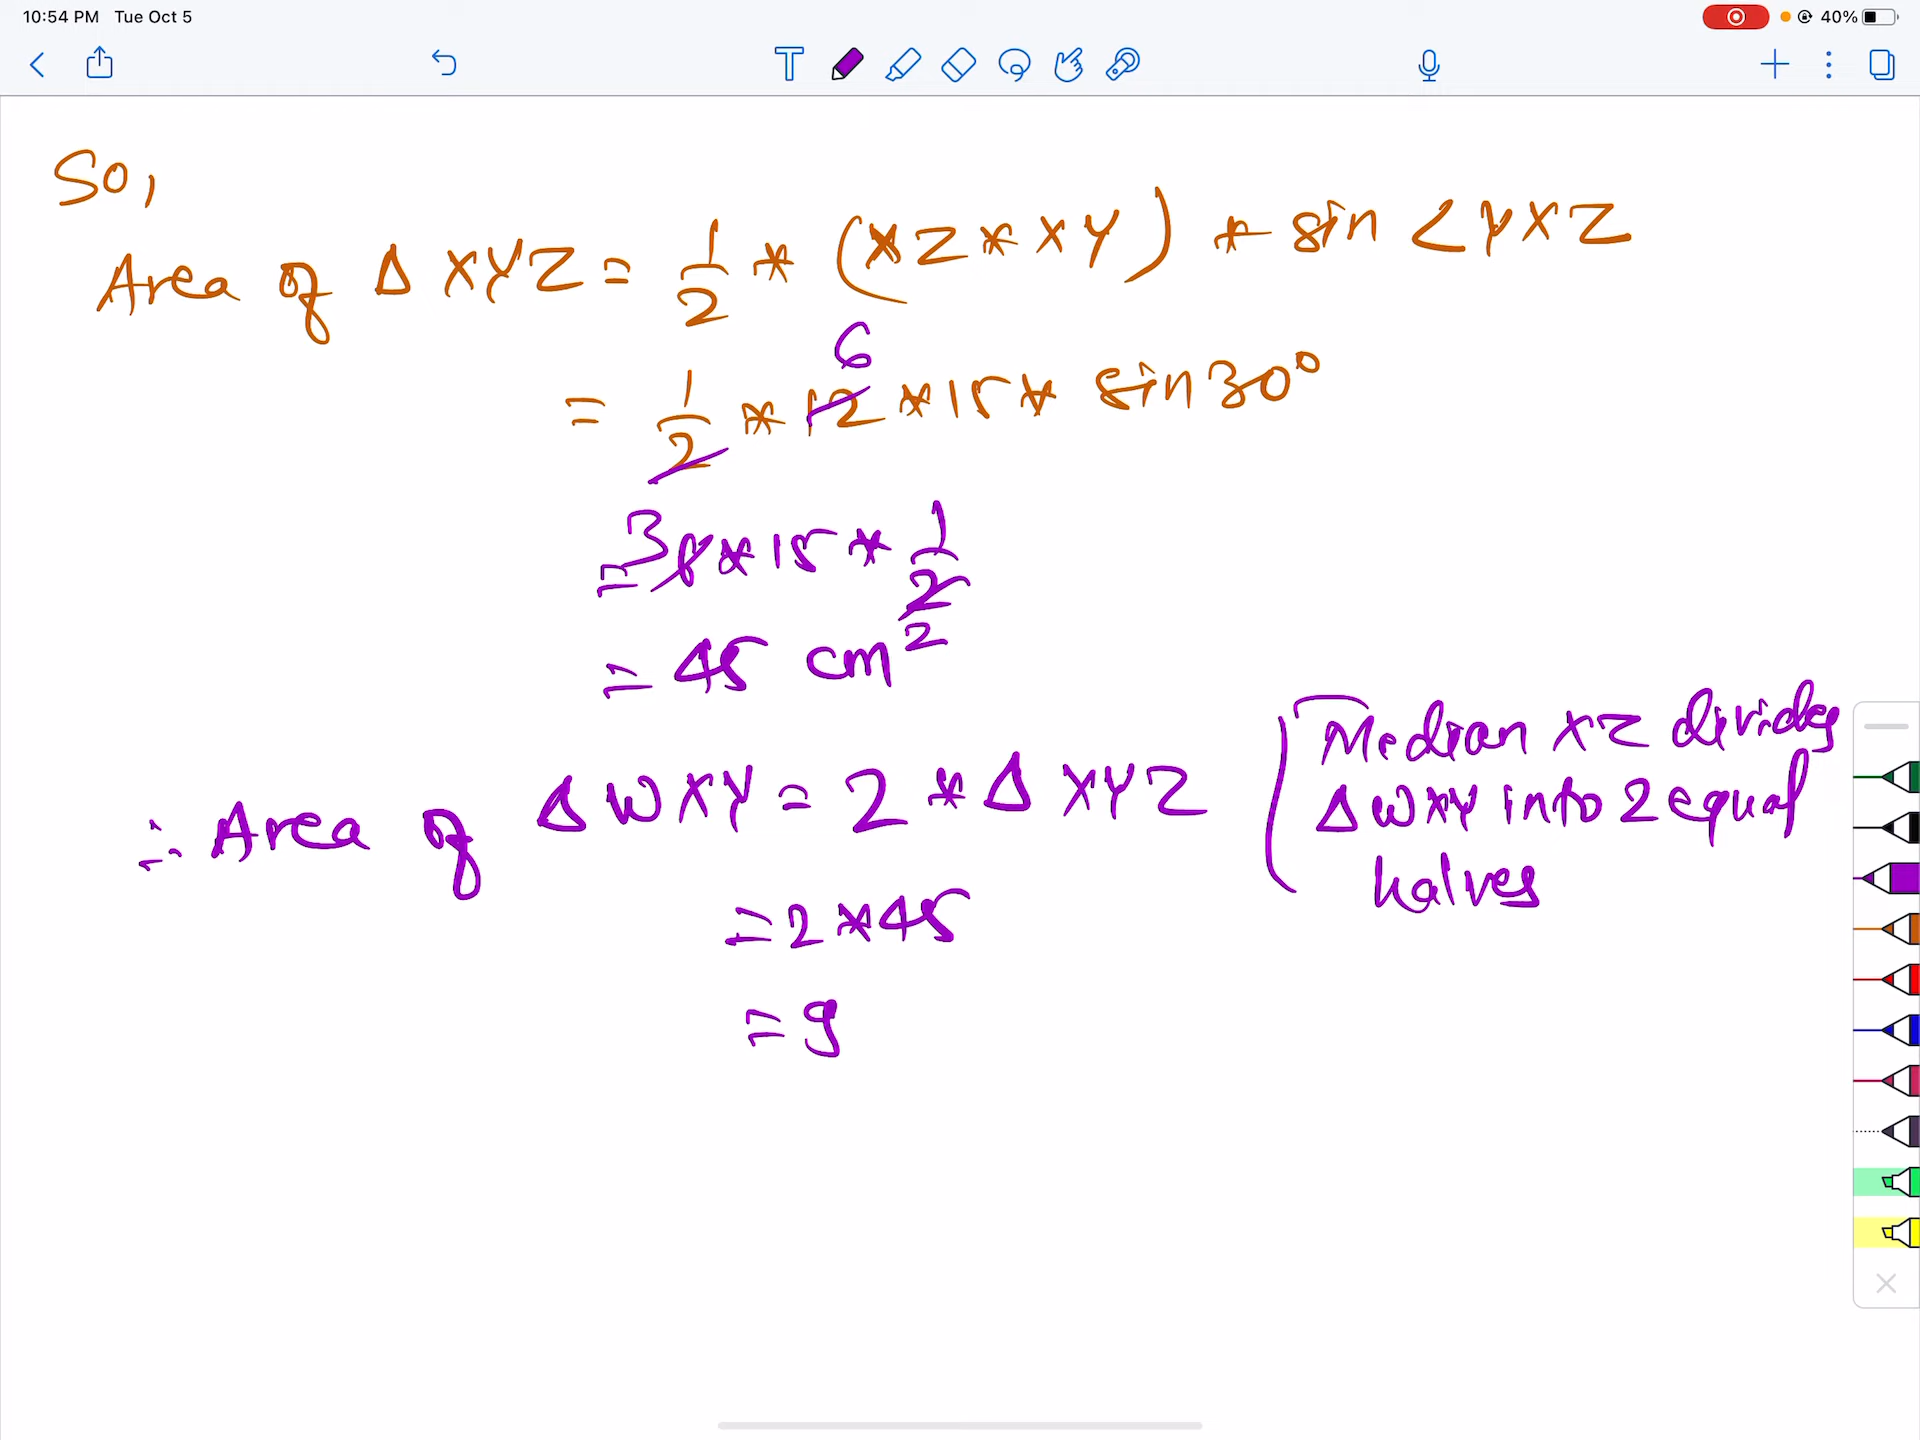 10:54 PM Tue Oct 5 40%
So,
Area of Δ XYZ = 1/2 * (XZ * XY) * sin ∠YXZ
6
= 1/2 * 12 * 15 * sin 30°
3
= 6 * 15 * 1/2
= 45 cm²
∴ Area of Δ WXY = 2 * Δ XYZ
[Median XZ divides
Δ WXY into 2 equal
halves
= 2 * 45
= 9